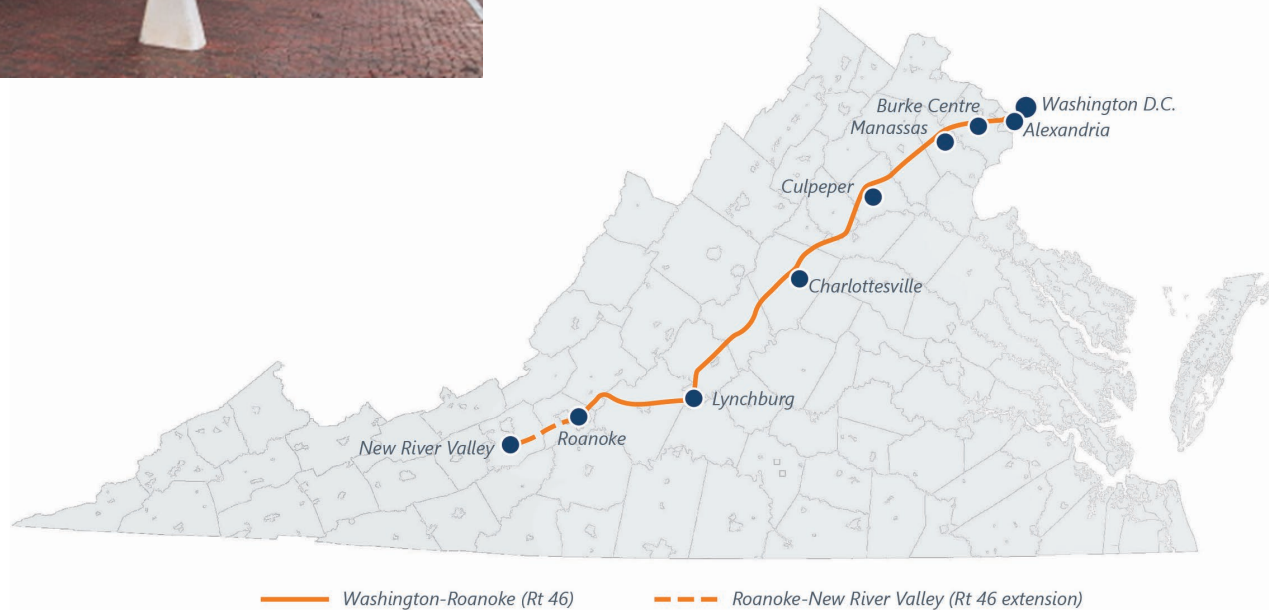 Burke Centre
Washington D.C.
Manassas
Alexandria
Culpeper
Charlottesville
Lynchburg
Roanoke
New River Valley
Washington-Roanoke (Rt 46)
Roanoke-New River Valley (Rt 46 extension)